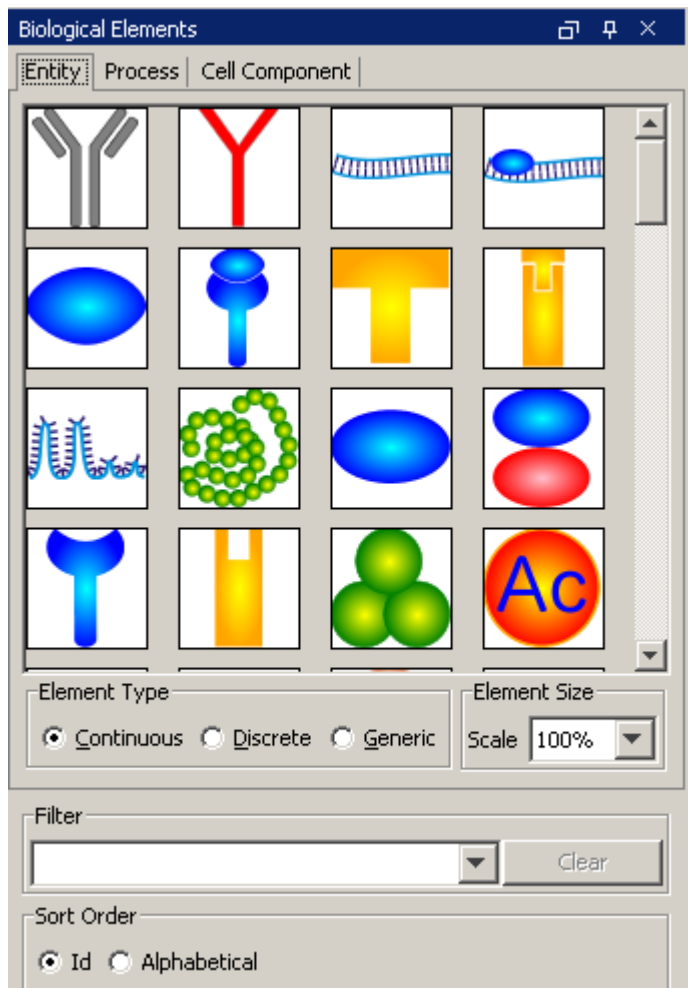 Biological Elements
Entity Process Cell Component
Ac
Element Type
Element Size
Continuous Discrete Generic
Scale 100%
Filter
Clear
Sort Order
Id Alphabetical